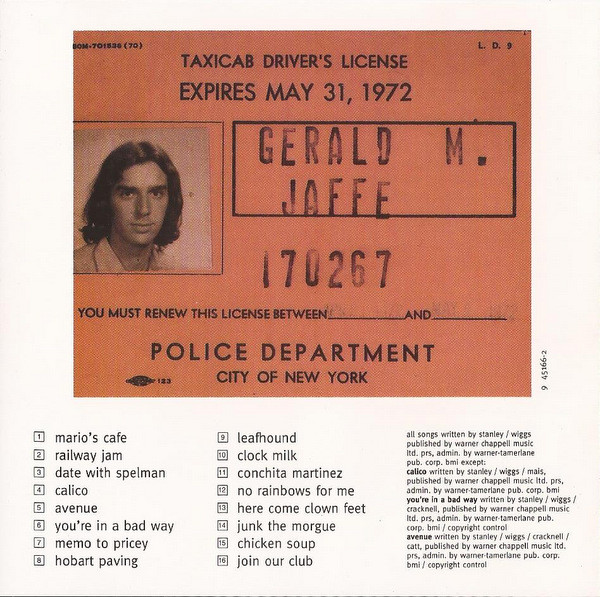 80M-701536 (70)
L. D. 9
TAXICAB DRIVER'S LICENSE
EXPIRES MAY 31, 1972
GERALD M.
JAFFE
170267
YOU MUST RENEW THIS LICENSE BETWEEN AND
POLICE DEPARTMENT
123
CITY OF NEW YORK
9 45166-2
1 mario's cafe
2 railway jam
3 date with spelman
4 calico
5 avenue
6 you're in a bad way
7 memo to pricey
8 hobart paving
9 leafhound
10 clock milk
11 conchita martinez
12 no rainbows for me
13 here come clown feet
14 junk the morgue
15 chicken soup
16 join our club
all songs written by stanley / wiggs
published by warner chappell music
ltd. prs, admin. by warner-tamerlane
pub. corp. bmi except:
calico written by stanley / wiggs / mais,
published by warner chappell music ltd. prs,
admin. by warner-tamerlane pub. corp. bmi
you're in a bad way written by stanley / wiggs /
cracknell, published by warner chappell music
ltd. prs, admin. by warner-tamerlane pub.
corp. bmi / copyright control
avenue written by stanley / wiggs / cracknell /
catt, published by warner chappell music ltd.
prs, admin. by warner-tamerlane pub. corp.
bmi / copyright control